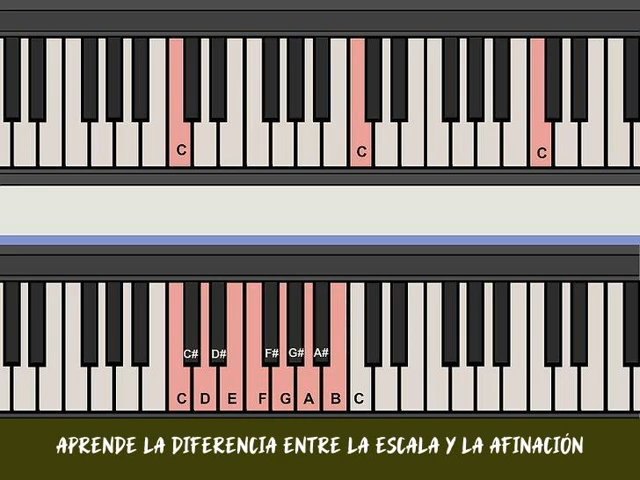 C C C
C# D# F# G# A#
C D E F G A B C
APRENDE LA DIFERENCIA ENTRE LA ESCALA Y LA AFINACIÓN